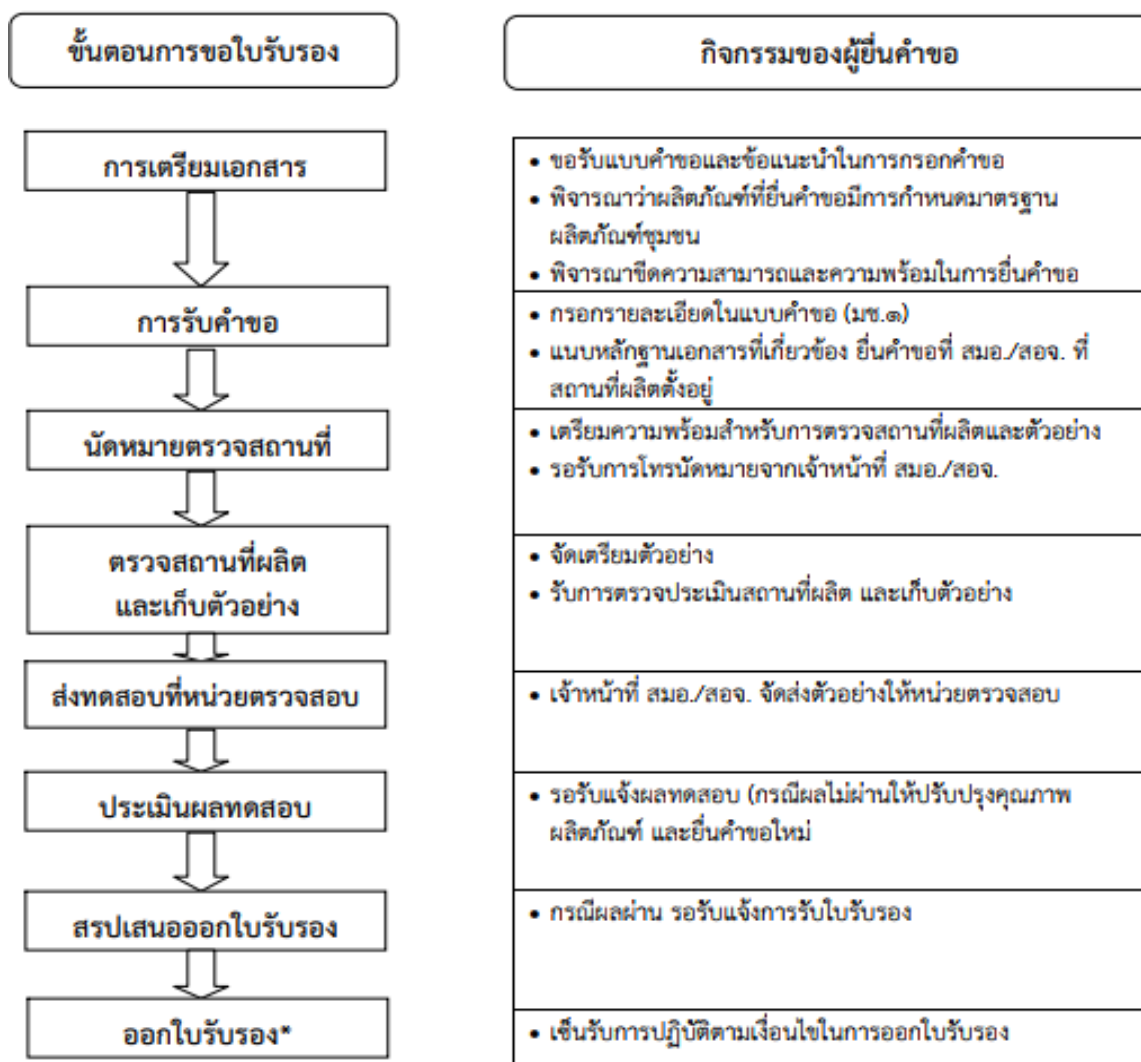 ขั้นตอนการขอใบรับรอง
กิจกรรมของผู้ยื่นคำขอ
การเตรียมเอกสาร
• ขอรับแบบคำขอและข้อแนะนำในการกรอกคำขอ
• พิจารณาว่าผลิตภัณฑ์ที่ยื่นคำขอมีการกำหนดมาตรฐาน
ผลิตภัณฑ์ชุมชน
• พิจารณาขีดความสามารถและความพร้อมในการยื่นคำขอ
การรับคำขอ
• กรอกรายละเอียดในแบบคำขอ (มช.๑)
• แนบหลักฐานเอกสารที่เกี่ยวข้อง ยื่นคำขอที่ สมอ./สอจ. ที่
สถานที่ผลิตตั้งอยู่
นัดหมายตรวจสถานที่
• เตรียมความพร้อมสำหรับการตรวจสถานที่ผลิตและตัวอย่าง
• รอรับการโทรนัดหมายจากเจ้าหน้าที่ สมอ./สอจ.
ตรวจสถานที่ผลิต
และเก็บตัวอย่าง
• จัดเตรียมตัวอย่าง
• รับการตรวจประเมินสถานที่ผลิต และเก็บตัวอย่าง
ส่งทดสอบที่หน่วยตรวจสอบ
• เจ้าหน้าที่ สมอ./สอจ. จัดส่งตัวอย่างให้หน่วยตรวจสอบ
ประเมินผลทดสอบ
• รอรับแจ้งผลทดสอบ (กรณีผลไม่ผ่านให้ปรับปรุงคุณภาพ
ผลิตภัณฑ์ และยื่นคำขอใหม่
สรุปเสนอออกใบรับรอง
• กรณีผลผ่าน รอรับแจ้งการรับใบรับรอง
ออกใบรับรอง*
• เซ็นรับการปฏิบัติตามเงื่อนไขในการออกใบรับรอง